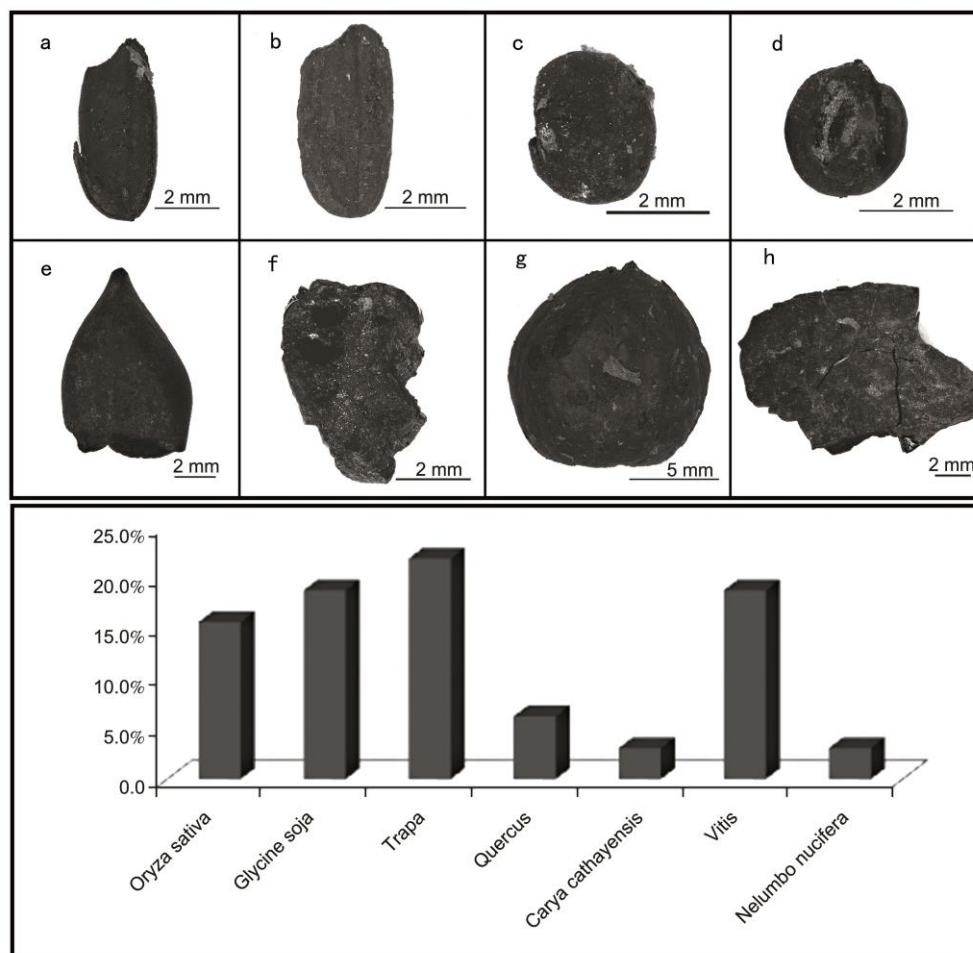 a
b
c
d
2 mm
2 mm
2 mm
2 mm
e
f
g
h
2 mm
2 mm
5 mm
2 mm
25.0%
20.0%
15.0%
10.0%
5.0%
0.0
Oryza sativa
Glycine soja
Trapa
Quercus
Carya cathayensis
Vitis
Nelumbo nucifera